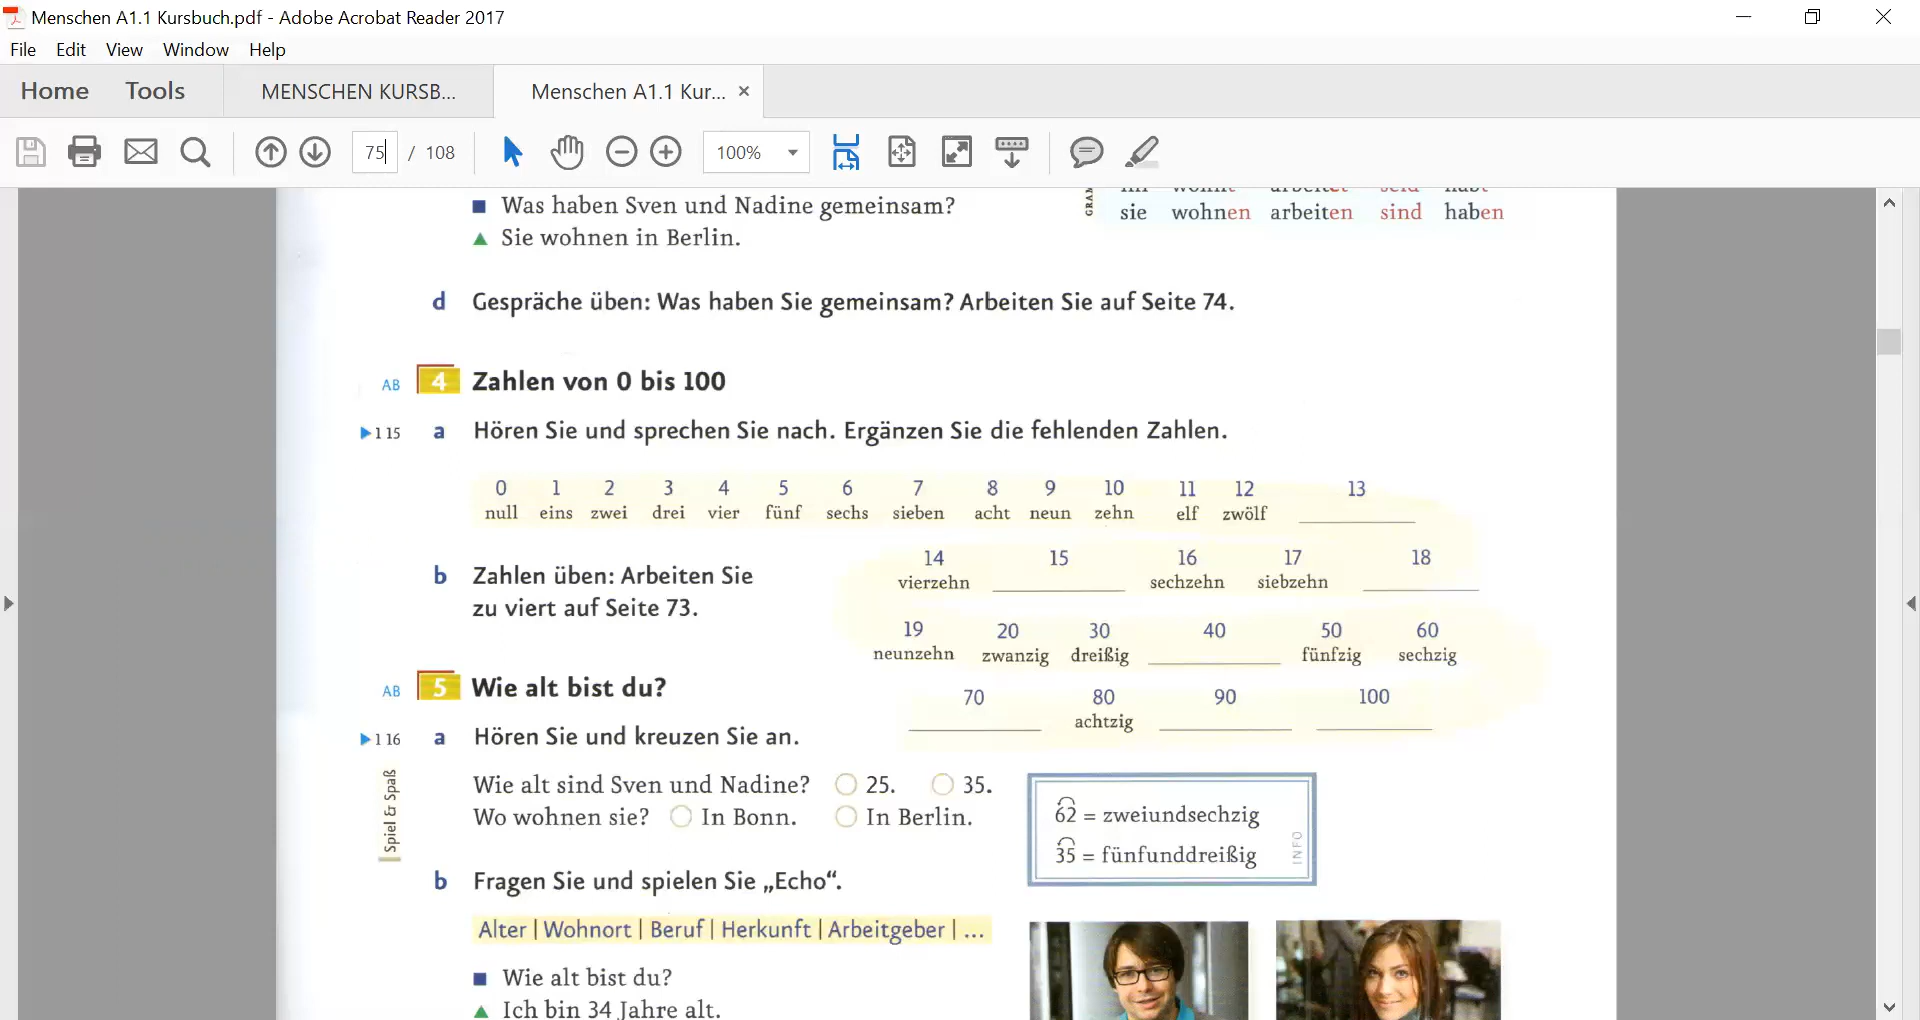 Menschen A1.1 Kursbuch.pdf - Adobe Acrobat Reader 2017
File Edit View Window Help
Home Tools MENSCHEN KURSB... Menschen A1.1 Kur... ×
75 / 108 100%
sie wohnen arbeiten sind haben
■ Was haben Sven und Nadine gemeinsam?
▲ Sie wohnen in Berlin.
d Gespräche üben: Was haben Sie gemeinsam? Arbeiten Sie auf Seite 74.
AB 4 Zahlen von 0 bis 100
▶ 1 15 a Hören Sie und sprechen Sie nach. Ergänzen Sie die fehlenden Zahlen.
0 1 2 3 4 5 6 7 8 9 10 11 12 13
null eins zwei drei vier fünf sechs sieben acht neun zehn elf zwölf
14 15 16 17 18
vierzehn sechzehn siebzehn
19 20 30 40 50 60
neunzehn zwanzig dreißig fünfzig sechzig
70 80 90 100
achtzig
b Zahlen üben: Arbeiten Sie
zu viert auf Seite 73.
AB 5 Wie alt bist du?
▶ 1 16 a Hören Sie und kreuzen Sie an.
Spiel & Spaß
Wie alt sind Sven und Nadine? 25. 35.
Wo wohnen sie? In Bonn. In Berlin.
62 = zweiundsechzig
35 = fünfunddreißig
INFO
b Fragen Sie und spielen Sie „Echo“.
Alter | Wohnort | Beruf | Herkunft | Arbeitgeber | ...
■ Wie alt bist du?
▲ Ich bin 34 Jahre alt.